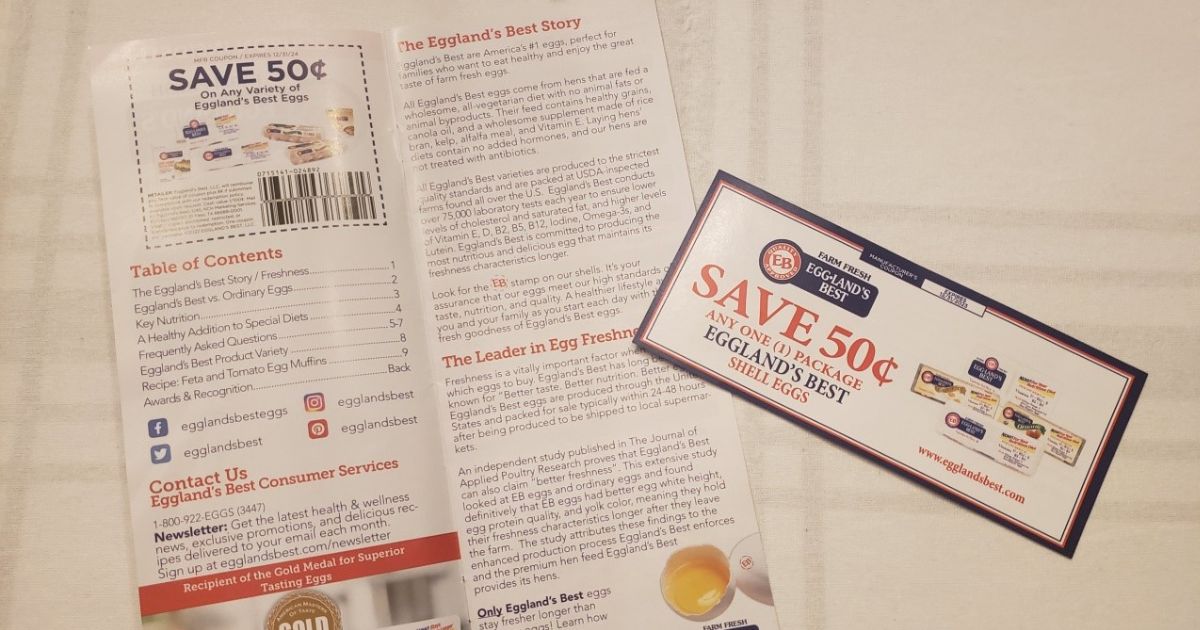 MFR COUPON / EXPIRES 12/31/24
SAVE 50¢
On Any Variety of
Eggland's Best Eggs
0715141-024892
Table of Contents
The Eggland's Best Story / Freshness 1
Eggland's Best vs. Ordinary Eggs 2
Key Nutrition 3
A Healthy Addition to Special Diets 4
Frequently Asked Questions 5-7
Eggland's Best Product Variety 8
Recipe: Feta and Tomato Egg Muffins 9
Awards & Recognition Back
egglandsbesteggs
egglandsbest
egglandsbest
egglandsbest
Contact Us
Eggland's Best Consumer Services
1-800-922-EGGS (3447)
Newsletter: Get the latest health & wellness
news, exclusive promotions, and delicious rec-
ipes delivered to your email each month.
Sign up at egglandsbest.com/newsletter
Recipient of the Gold Medal for Superior
Tasting Eggs
AMERICAN MASTERS
OF TASTE
GOLD
The Eggland's Best Story
Eggland's Best are America's #1 eggs, perfect for
families who want to eat healthy and enjoy the great
taste of farm fresh eggs.
All Eggland's Best eggs come from hens that are fed a
wholesome, all-vegetarian diet with no animal fats or
animal byproducts. Their feed contains healthy grains,
canola oil, and a wholesome supplement made of rice
bran, kelp, alfalfa meal, and Vitamin E. Laying hens'
diets contain no added hormones, and our hens are
not treated with antibiotics.
All Eggland's Best varieties are produced to the strictest
quality standards and are packed at USDA-inspected
farms found all over the U.S. Eggland's Best conducts
over 75,000 laboratory tests each year to ensure lower
levels of cholesterol and saturated fat, and higher levels
of Vitamin E, D, B2, B5, B12, Iodine, Omega-3s, and
Lutein. Eggland's Best is committed to producing the
most nutritious and delicious egg that maintains its
freshness characteristics longer.
Look for the EB stamp on our shells. It's your
assurance that our eggs meet our high standards o
taste, nutrition, and quality. A healthier lifestyle
you and your family as you start each day with
fresh goodness of Eggland's Best eggs.
The Leader in Egg Freshne
Freshness is a vitally important factor whe
which eggs to buy. Eggland's Best has long
known for "Better taste. Better nutrition. Better
Eggland's Best eggs are produced through the Unite
States and packed for sale typically within 24-48 hours
after being produced to be shipped to local supermar-
kets.
An independent study published in The Journal of
Applied Poultry Research proves that Eggland's Best
can also claim "better freshness". This extensive study
looked at EB eggs and ordinary eggs and found
definitively that EB eggs had better egg white height,
egg protein quality, and yolk color, meaning they hold
their freshness characteristics longer after they leave
the farm. The study attributes these findings to the
enhanced production process Eggland's Best enforces
and the premium hen feed Eggland's Best
provides its hens.
Only Eggland's Best eggs
stay fresher longer than
eggs! Learn how
EB
FARM FRESH
MANUFACTURER'S
COUPON
EXPIRES
EB
FARM FRESH
EGG·LAND'S
BEST
SAVE 50¢
ANY ONE (1) PACKAGE
EGGLAND'S BEST
SHELL EGGS
EGG·LAND'S
BEST
www.egglandsbest.com